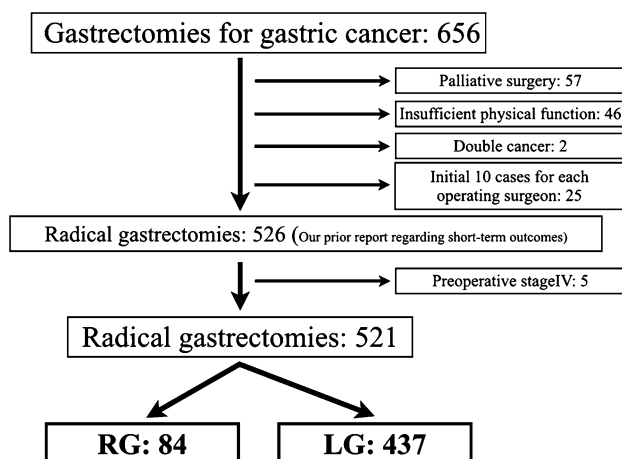 Gastrectomies for gastric cancer: 656
Palliative surgery: 57
Insufficient physical function: 46
Double cancer: 2
Initial 10 cases for each
operating surgeon: 25
Radical gastrectomies: 526 (Our prior report regarding short-term outcomes)
Preoperative stageIV: 5
Radical gastrectomies: 521
RG: 84
LG: 437